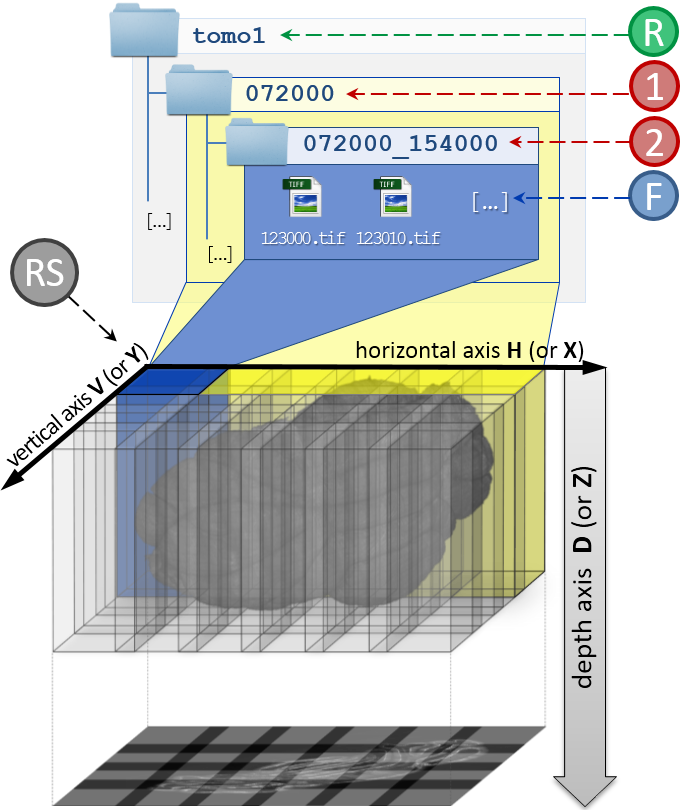 tomo1
R
072000
1
072000_154000
2
TIFF
TIFF
[...]
F
123000.tif
123010.tif
[...]
[...]
RS
horizontal axis H (or X)
vertical axis V (or Y)
depth axis D (or Z)